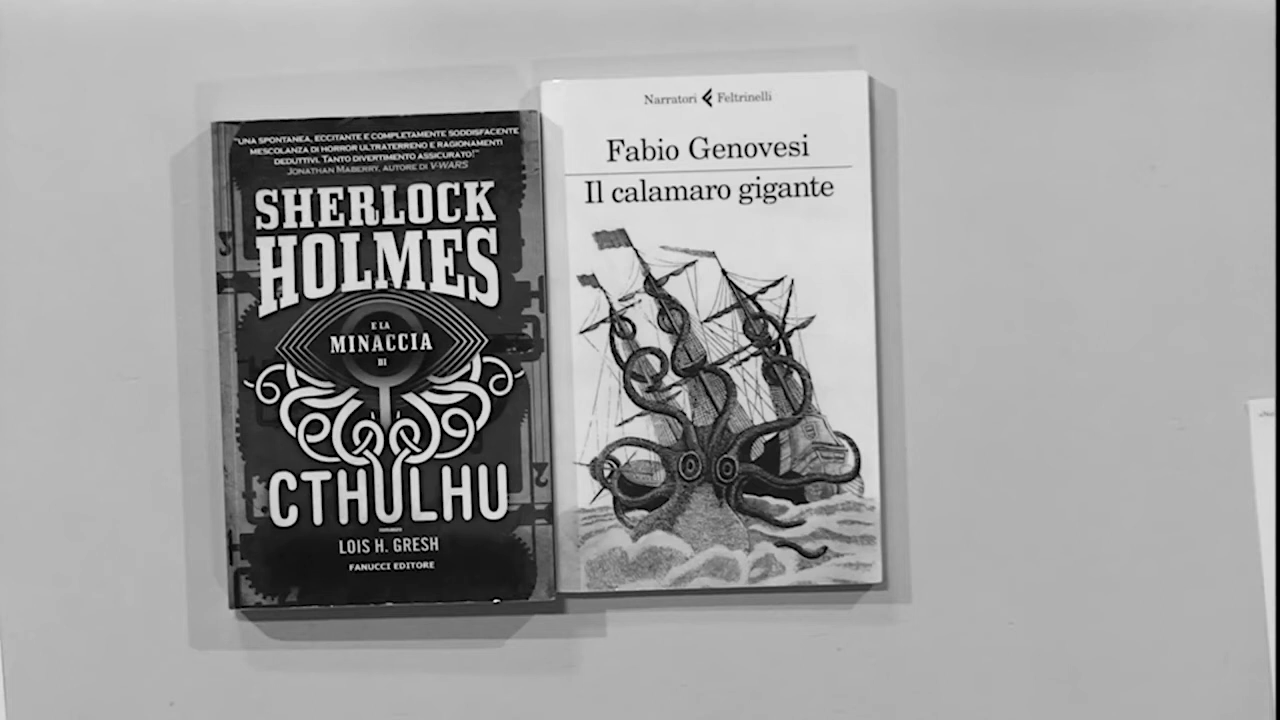 "UNA SPONTANEA, ECCITANTE E COMPLETAMENTE SODDISFACENTE
MESCOLANZA DI HORROR ULTRATERRENO E RAGIONAMENTI
DEDUTTIVI. TANTO DIVERTIMENTO ASSICURATO!"
JONATHAN MABERRY, AUTORE DI V-WARS
SHERLOCK
HOLMES
E LA
MINACCIA
DI
CTHULHU
ROMANZO
LOIS H. GRESH
FANUCCI EDITORE
Narratori Feltrinelli
Fabio Genovesi
Il calamaro gigante